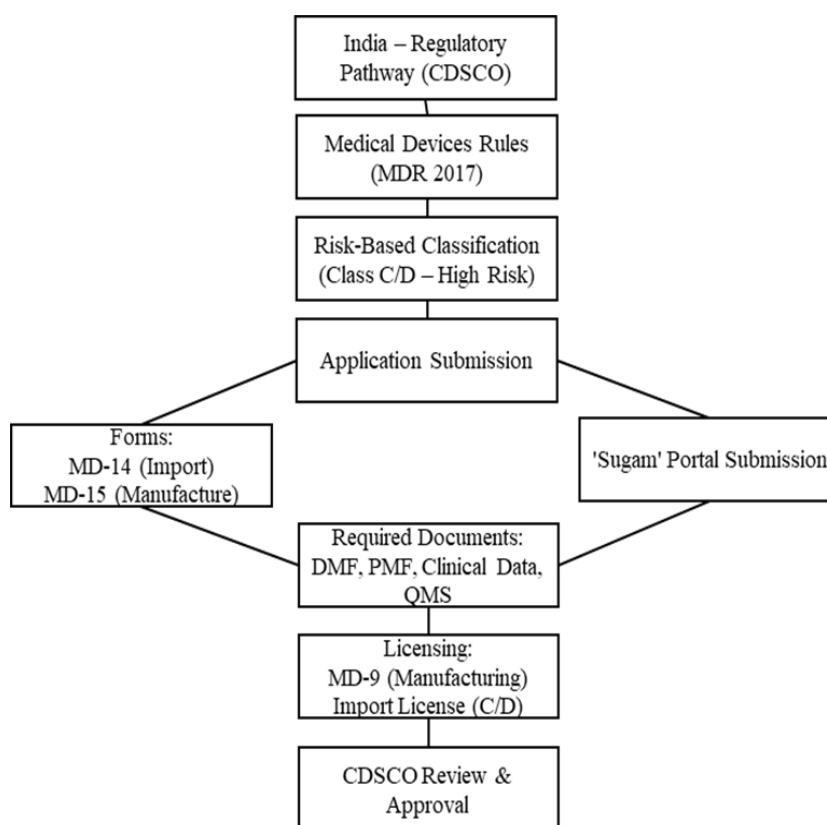 India – Regulatory
Pathway (CDSCO)
Medical Devices Rules
(MDR 2017)
Risk-Based Classification
(Class C/D – High Risk)
Application Submission
Forms:
MD-14 (Import)
MD-15 (Manufacture)
'Sugam' Portal Submission
Required Documents:
DMF, PMF, Clinical Data,
QMS
Licensing:
MD-9 (Manufacturing)
Import License (C/D)
CDSCO Review &
Approval